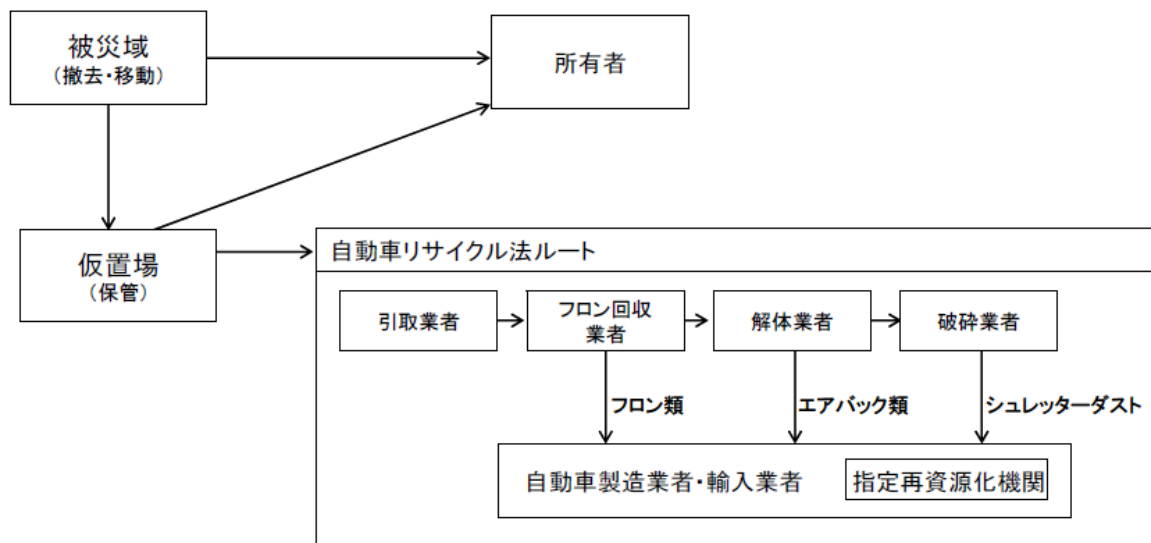 被災域
（撤去・移動）
所有者
仮置場
（保管）
自動車リサイクル法ルート
引取業者
フロン回収
業者
解体業者
破砕業者
フロン類
エアバック類
シュレッターダスト
自動車製造業者・輸入業者
指定再資源化機関